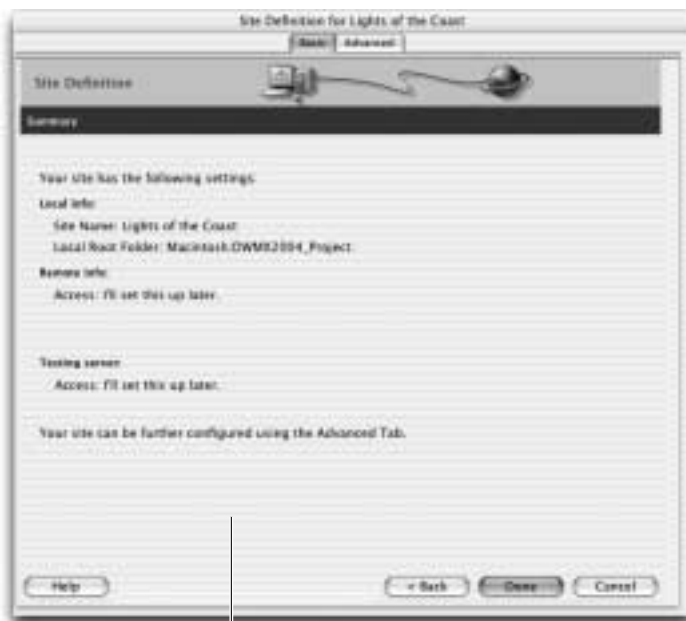 Site Definition for Lights of the Coast
Basic Advanced
Site Definition
Summary
Your site has the following settings:
Local Info:
Site Name: Lights of the Coast
Local Root Folder: Macintosh:DWMX2004_Project:
Remote Info:
Access: I'll set this up later.
Testing server:
Access: I'll set this up later.
Your site can be further configured using the Advanced Tab.
Help < Back Done Cancel